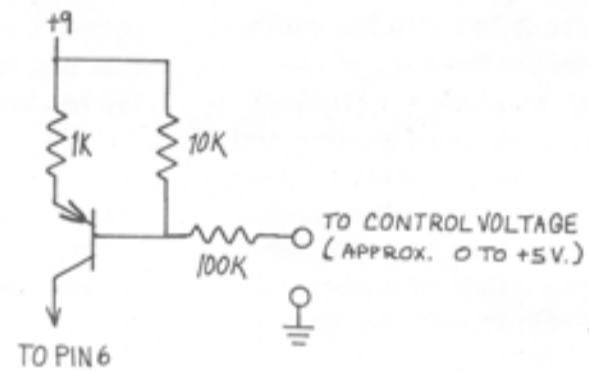 +9
1K
10K
TO CONTROL VOLTAGE
(APPROX. 0 TO +5V.)
100K
TO PIN 6